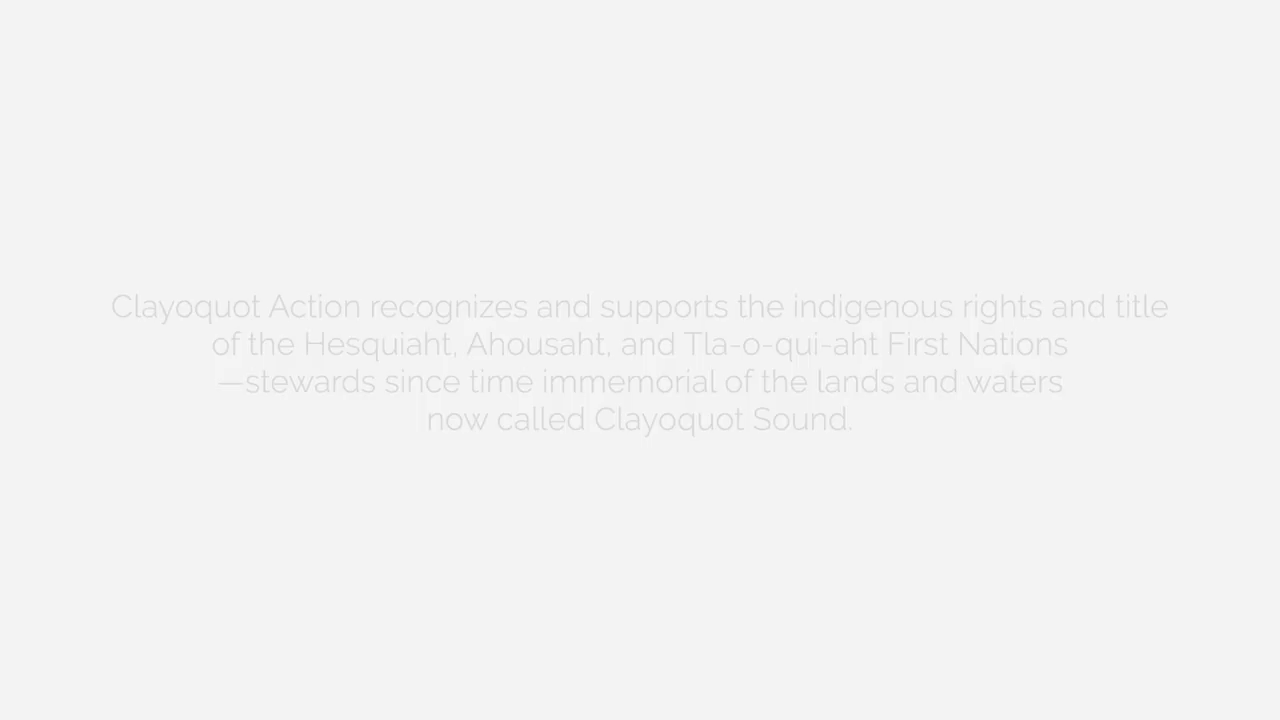 Clayoquot Action recognizes and supports the indigenous rights and title
of the Hesquiaht, Ahousaht, and Tla-o-qui-aht First Nations
—stewards since time immemorial of the lands and waters
now called Clayoquot Sound.